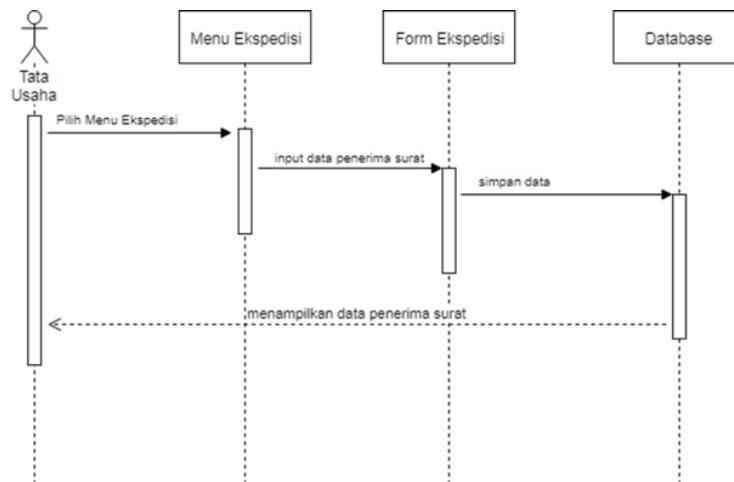 Menu Ekspedisi
Form Ekspedisi
Database
Tata
Usaha
Pilih Menu Ekspedisi
input data penerima surat
simpan data
menampilkan data penerima surat